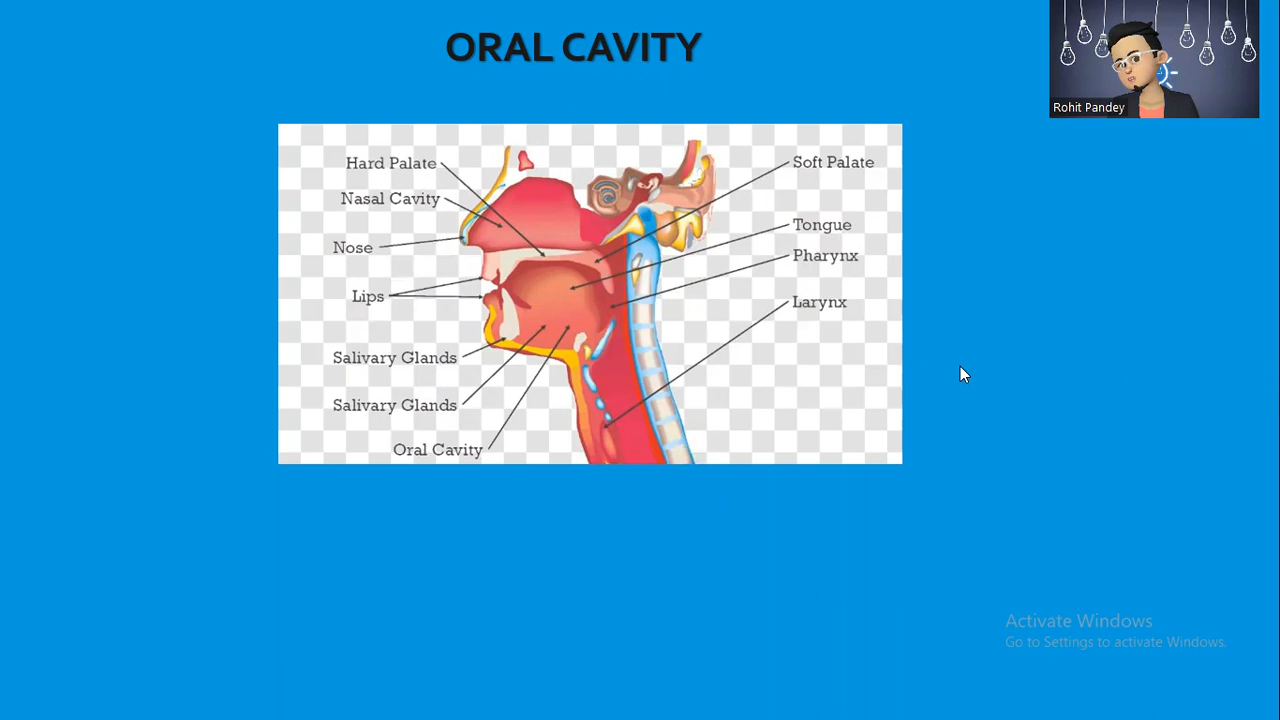 ORAL CAVITY
Rohit Pandey
Hard Palate
Nasal Cavity
Nose
Lips
Salivary Glands
Salivary Glands
Oral Cavity
Soft Palate
Tongue
Pharynx
Larynx
Activate Windows
Go to Settings to activate Windows.